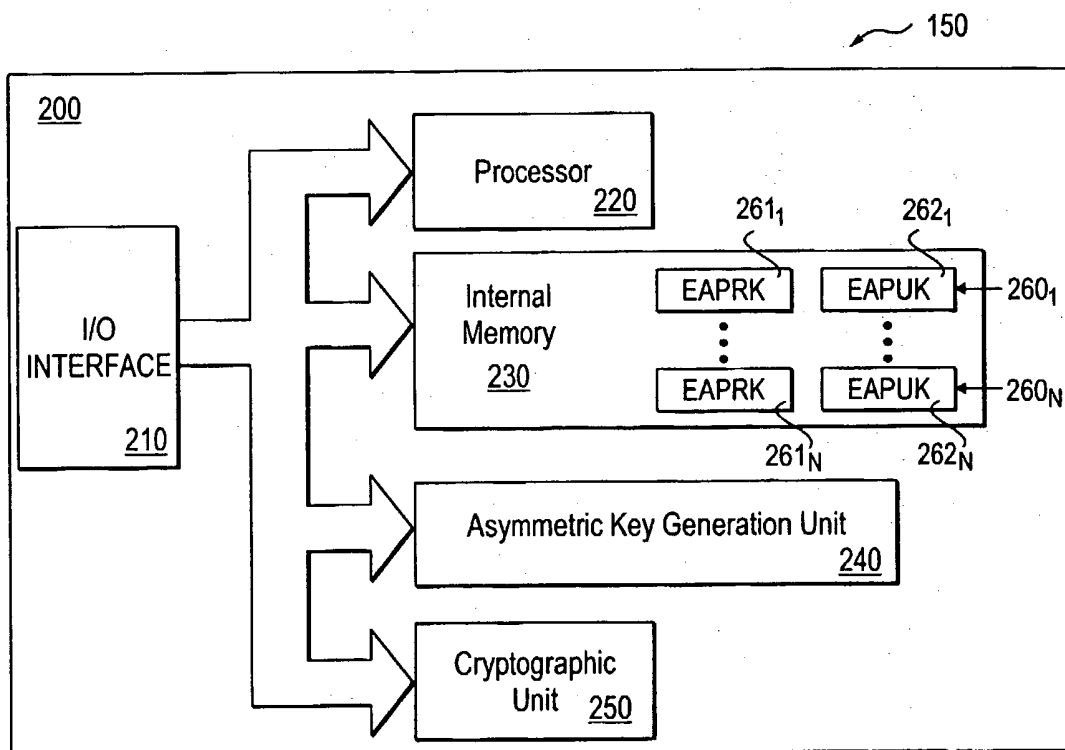 150
200
Processor
220
261₁
262₁
I/O
INTERFACE
210
Internal
Memory
230
EAPRK
EAPUK
260₁
EAPRK
EAPUK
260N
261N
262N
Asymmetric Key Generation Unit
240
Cryptographic
Unit
250